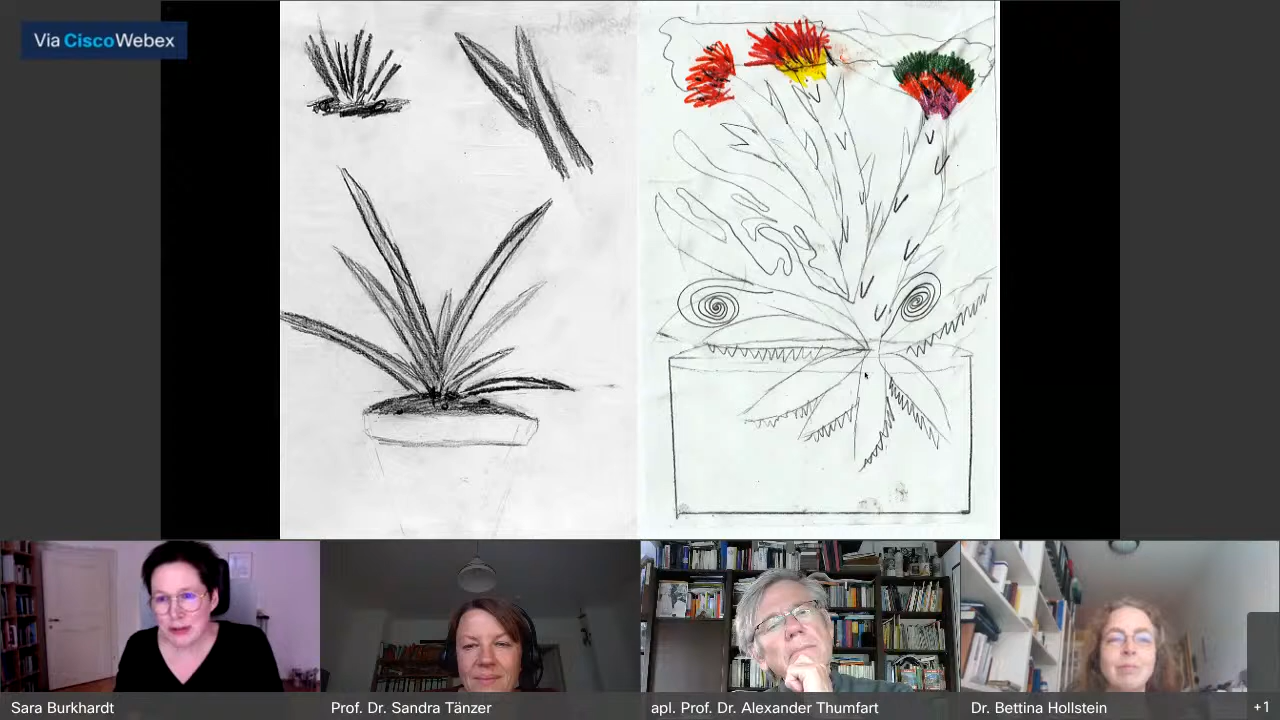 Via CiscoWebex
Sara Burkhardt
Prof. Dr. Sandra Tänzer
apl. Prof. Dr. Alexander Thumfart
Dr. Bettina Hollstein
+1